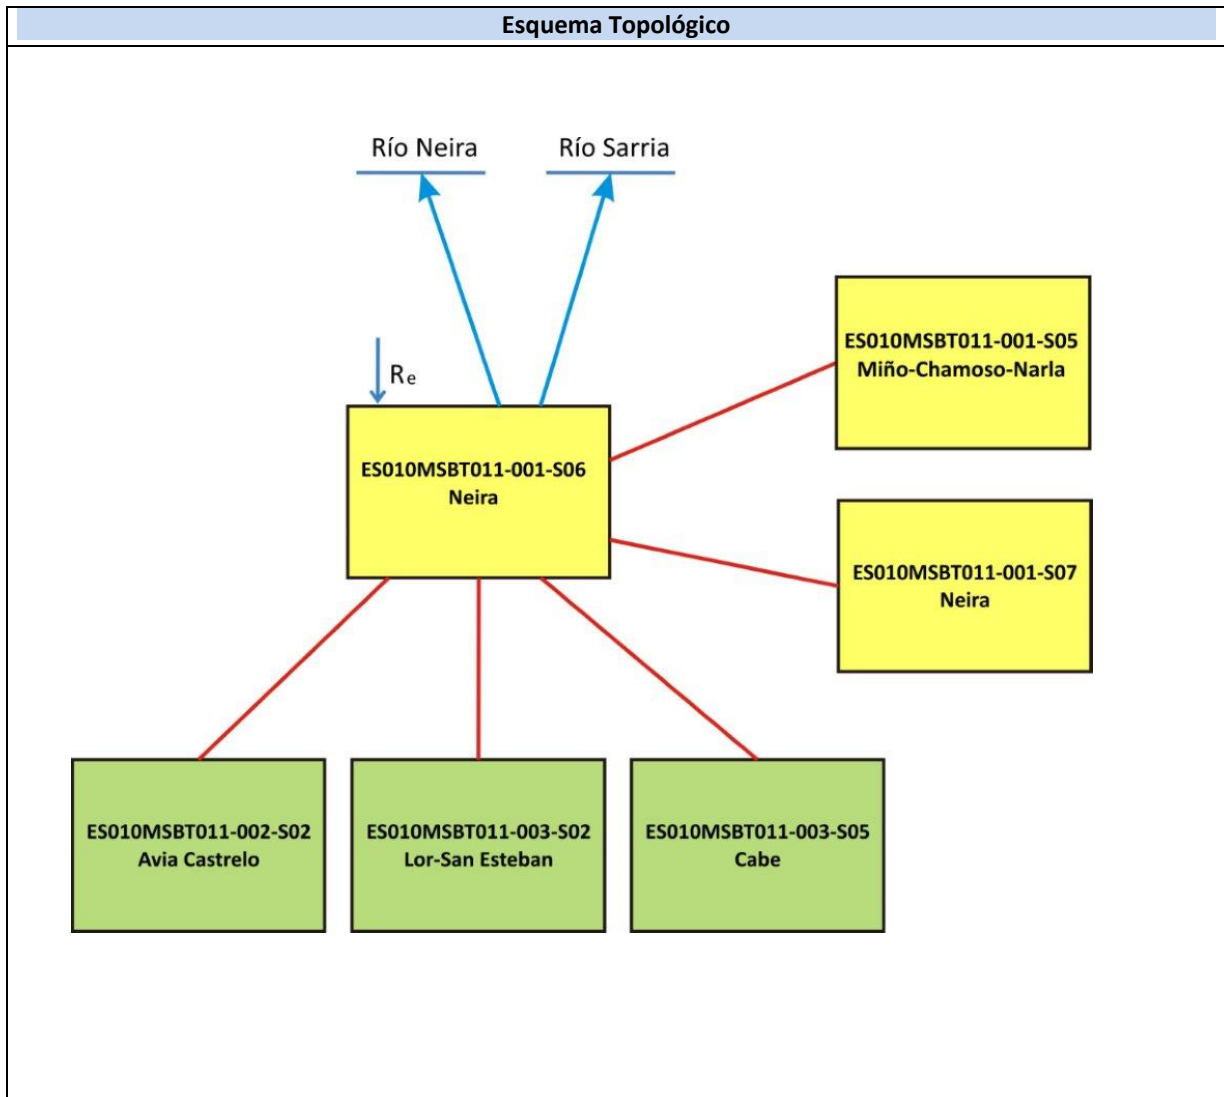 Esquema Topológico
Río Neira
Río Sarria
Re
ES010MSBT011-001-S05
Miño-Chamoso-Narla
ES010MSBT011-001-S06
Neira
ES010MSBT011-001-S07
Neira
ES010MSBT011-002-S02
Avia Castrelo
ES010MSBT011-003-S02
Lor-San Esteban
ES010MSBT011-003-S05
Cabe